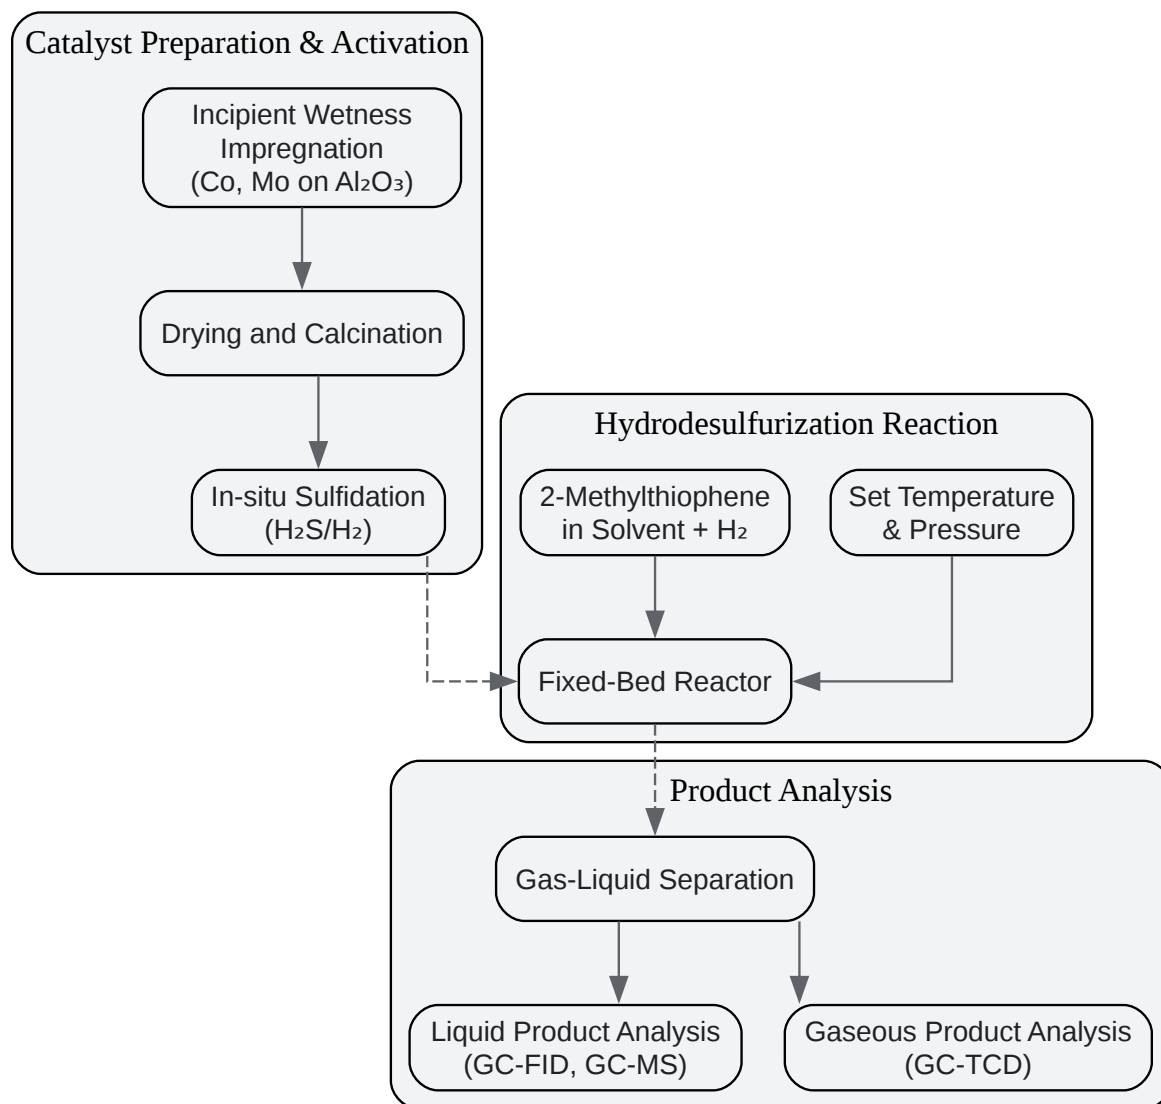 Catalyst Preparation & Activation
Incipient Wetness
Impregnation
(Co, Mo on Al₂O₃)
Drying and Calcination
In-situ Sulfidation
(H₂S/H₂)
Hydrodesulfurization Reaction
2-Methylthiophene
in Solvent + H₂
Set Temperature
& Pressure
Fixed-Bed Reactor
Product Analysis
Gas-Liquid Separation
Liquid Product Analysis
(GC-FID, GC-MS)
Gaseous Product Analysis
(GC-TCD)